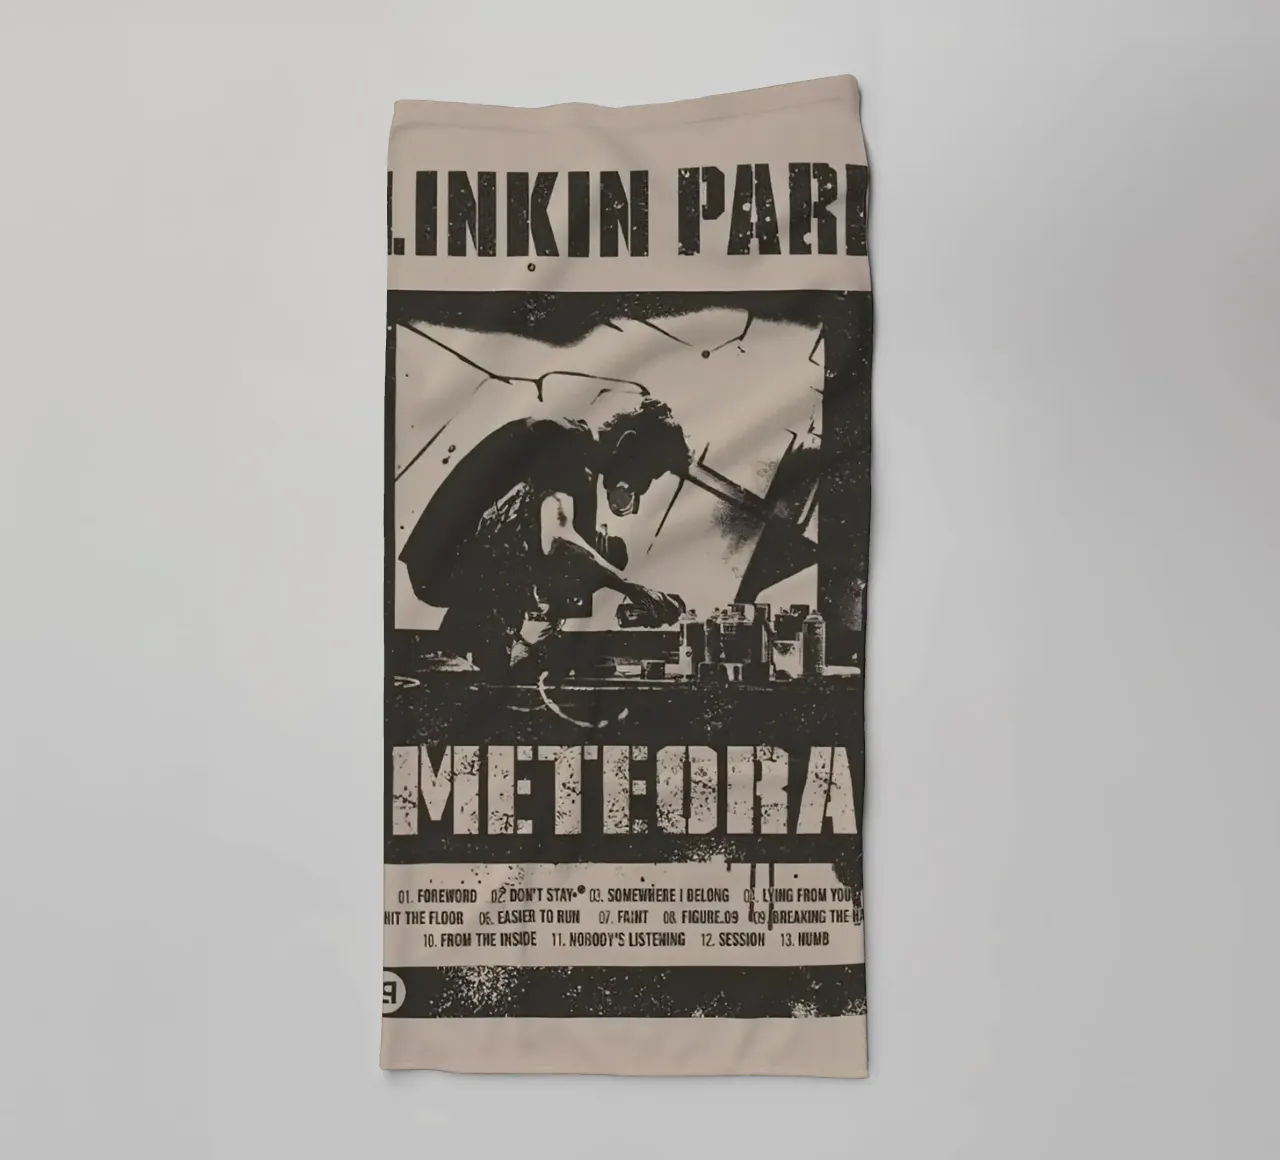 LINKIN PARK
METEORA
01. FOREWORD 02. DON'T STAY 03. SOMEWHERE I BELONG 04. LYING FROM YOU
HIT THE FLOOR 06. EASIER TO RUN 07. FAINT 08. FIGURE.09 09. BREAKING THE HA
10. FROM THE INSIDE 11. NOBODY'S LISTENING 12. SESSION 13. NUMB